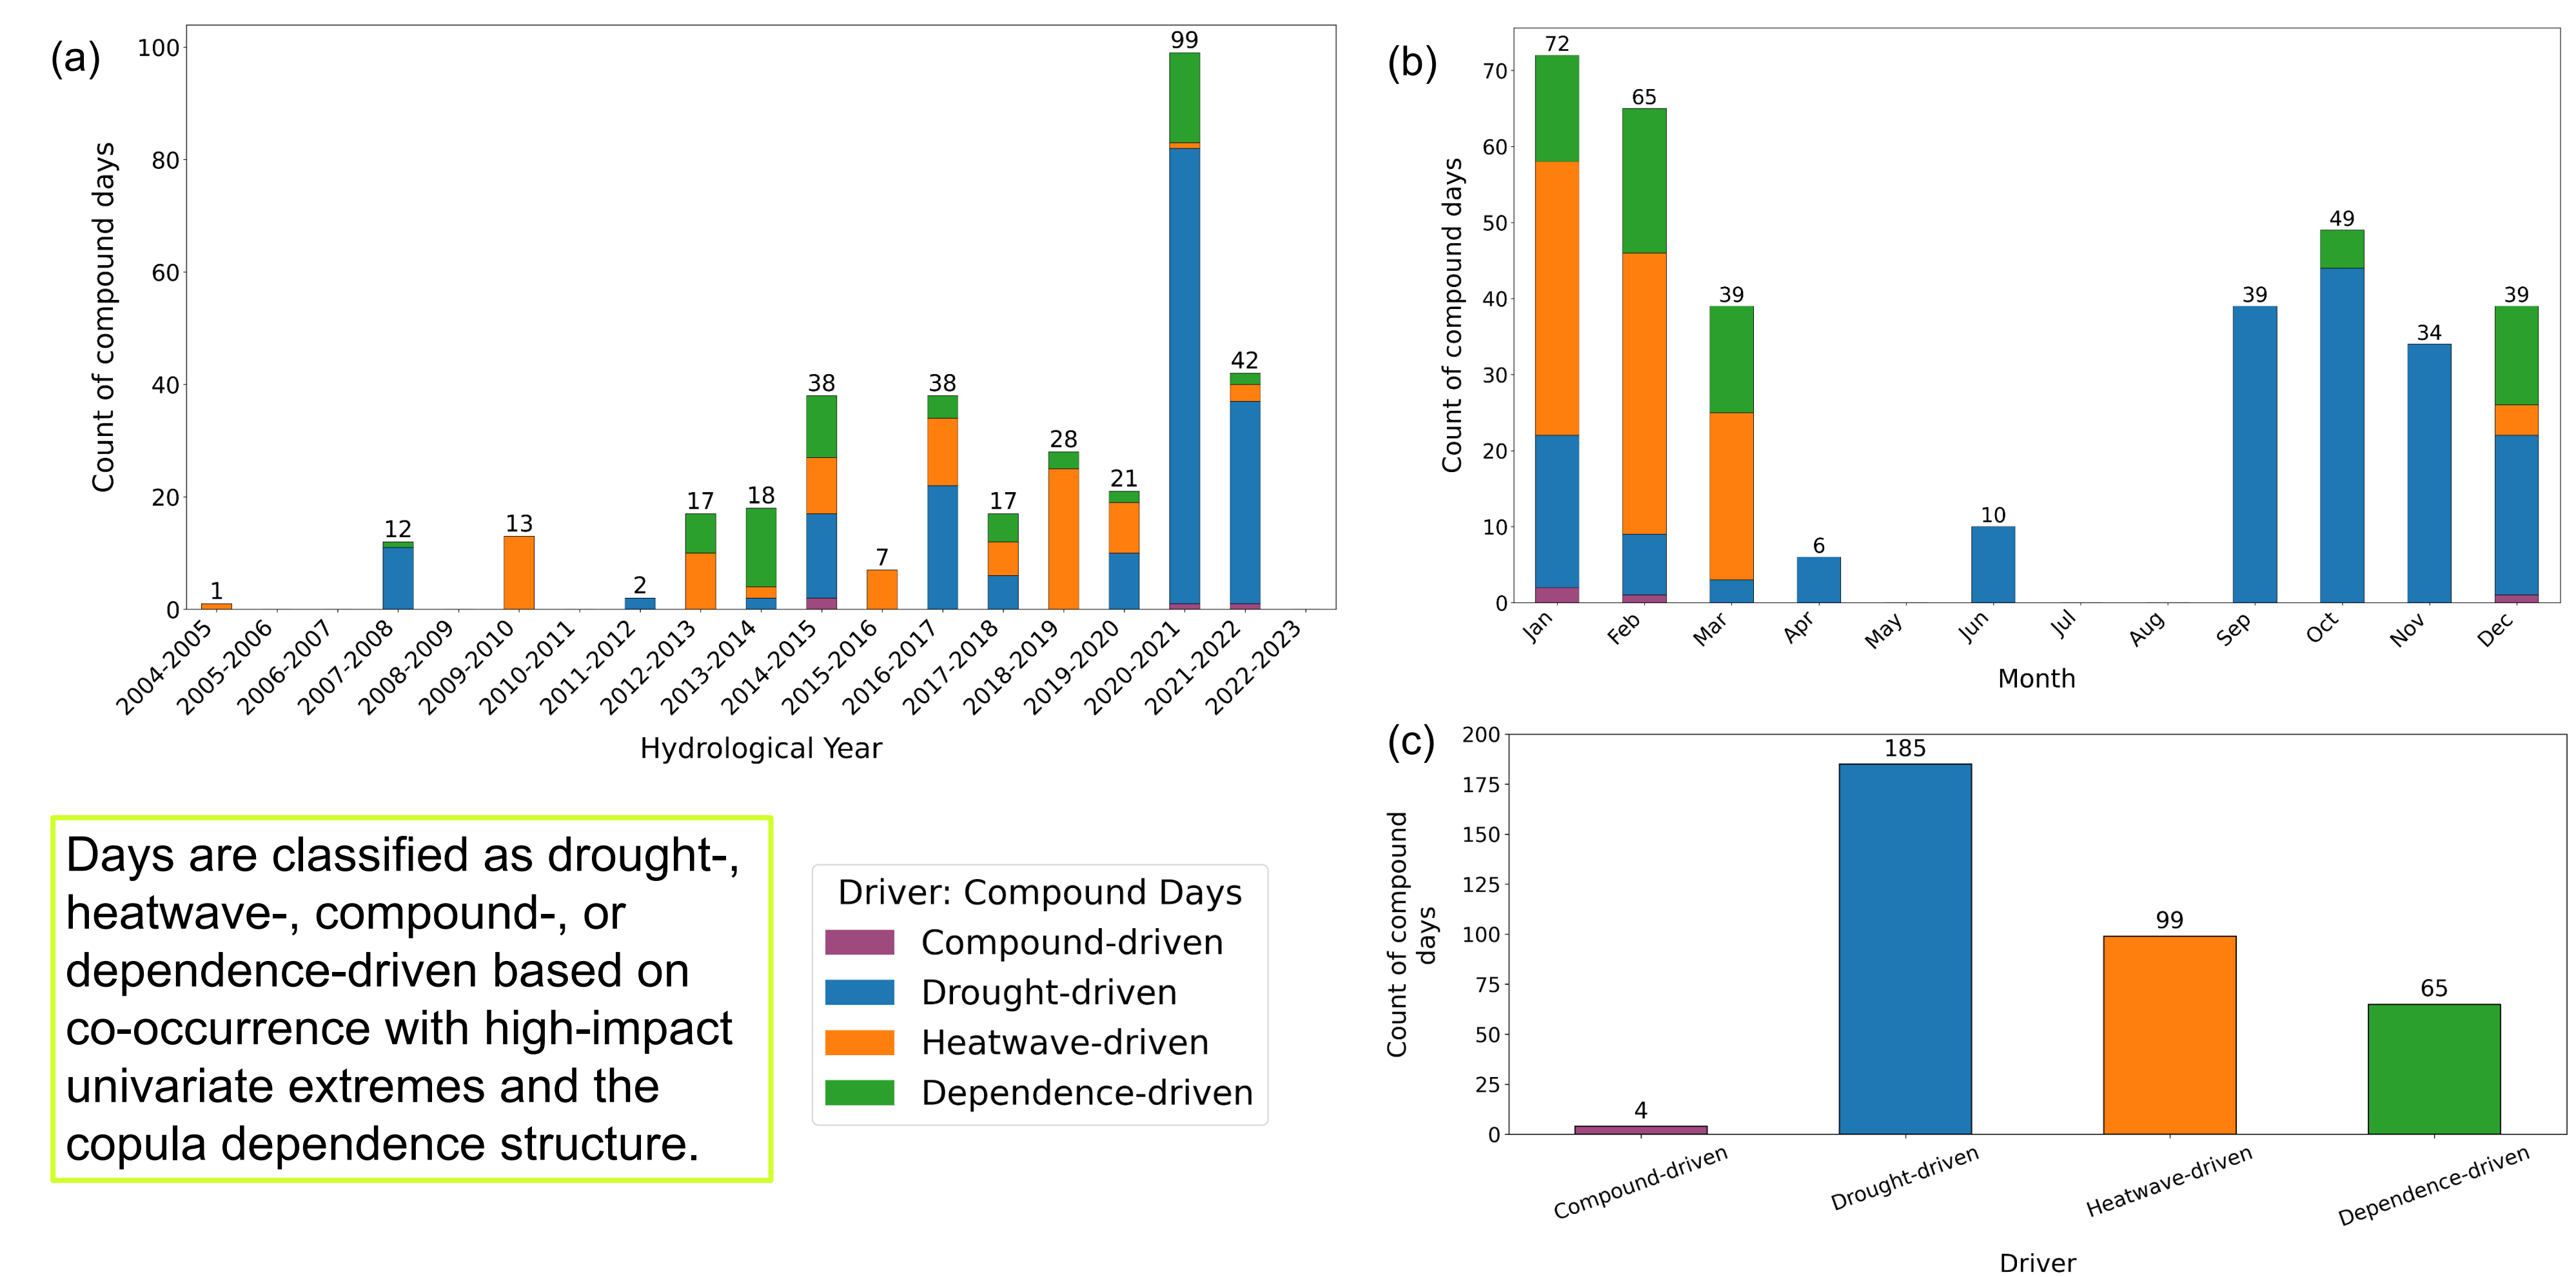 (a)
Count of compound days
100
80
60
40
20
0
1
12
13
2
17
18
38
7
38
17
28
21
99
42
2004-2005
2005-2006
2006-2007
2007-2008
2008-2009
2009-2010
2010-2011
2011-2012
2012-2013
2013-2014
2014-2015
2015-2016
2016-2017
2017-2018
2018-2019
2019-2020
2020-2021
2021-2022
2022-2023
Hydrological Year
(b)
Count of compound days
70
60
50
40
30
20
10
0
72
65
39
6
10
39
49
34
39
Jan
Feb
Mar
Apr
May
Jun
Jul
Aug
Sep
Oct
Nov
Dec
Month
Days are classified as drought-,
heatwave-, compound-, or
dependence-driven based on
co-occurrence with high-impact
univariate extremes and the
copula dependence structure.
Driver: Compound Days
Compound-driven
Drought-driven
Heatwave-driven
Dependence-driven
(c)
Count of compound
days
200
175
150
125
100
75
50
25
0
4
185
99
65
Compound-driven
Drought-driven
Heatwave-driven
Dependence-driven
Driver